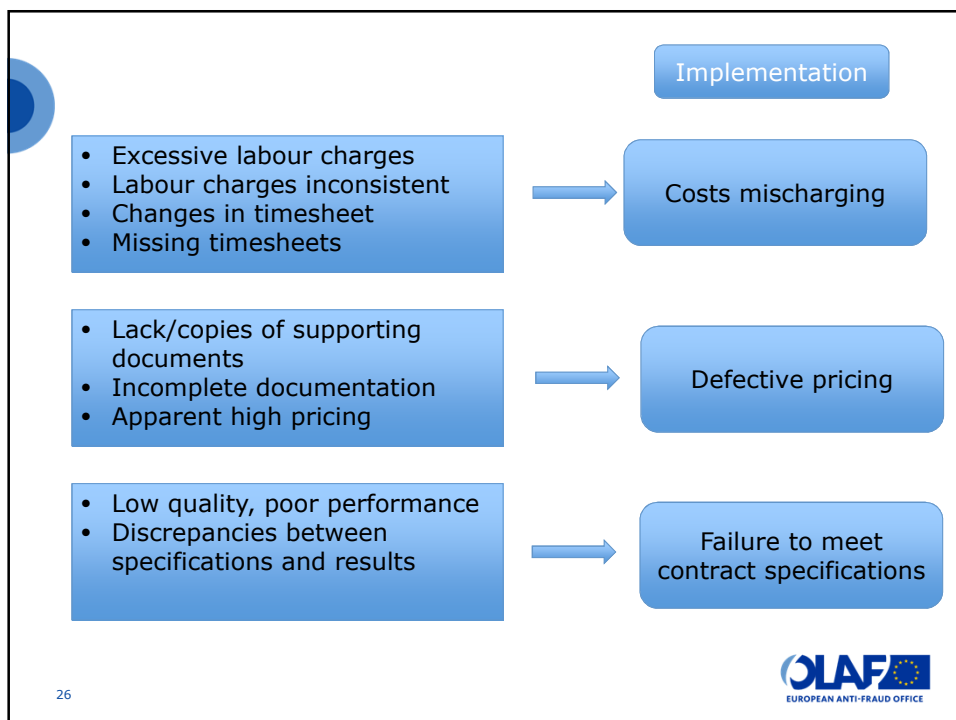 Implementation
• Excessive labour charges
• Labour charges inconsistent
• Changes in timesheet
• Missing timesheets
Costs mischarging
• Lack/copies of supporting
documents
• Incomplete documentation
• Apparent high pricing
Defective pricing
• Low quality, poor performance
• Discrepancies between
specifications and results
Failure to meet
contract specifications
26
OLAF
EUROPEAN ANTI-FRAUD OFFICE